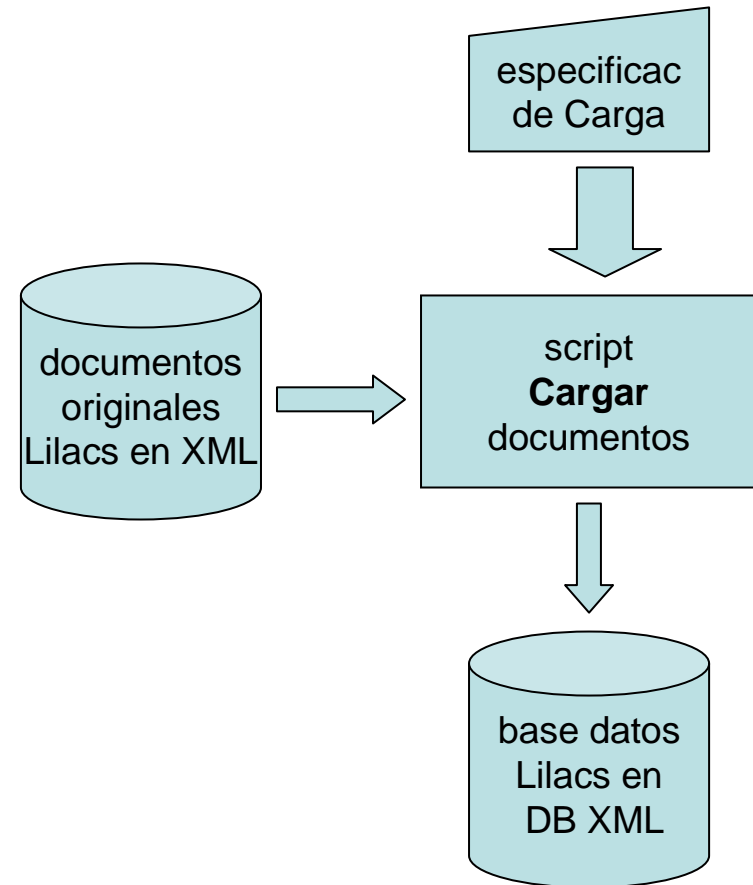 especificac
de Carga
documentos
originales
Lilacs en XML
script
Cargar
documentos
base datos
Lilacs en
DB XML